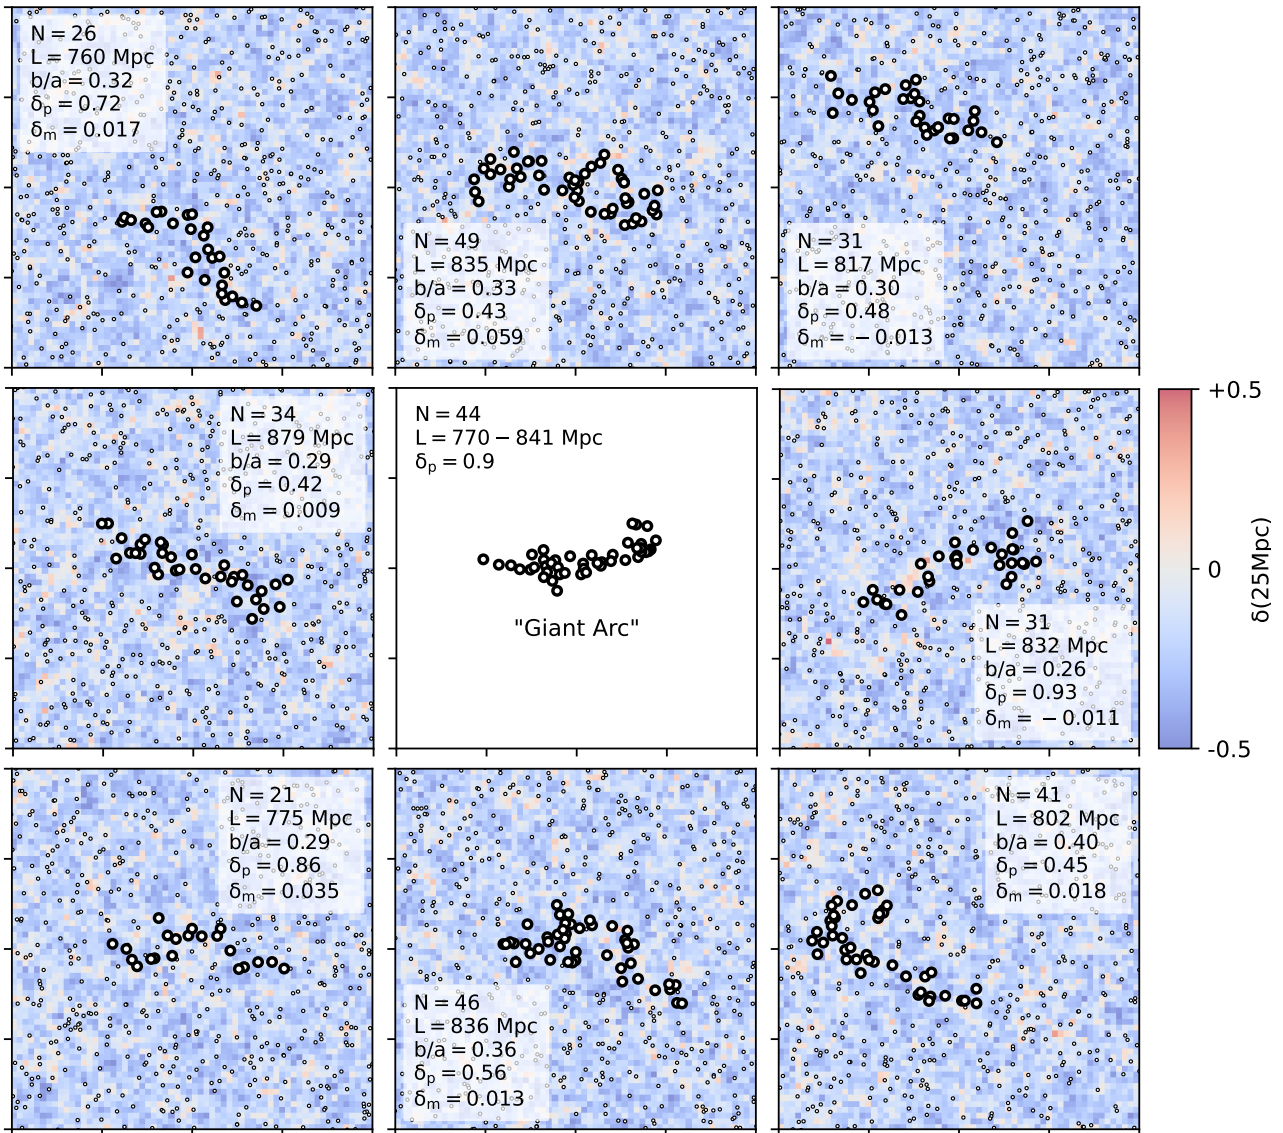 N = 26
L = 760 Mpc
b/a = 0.32
δp = 0.72
δm = 0.017
N = 49
L = 835 Mpc
b/a = 0.33
δp = 0.43
δm = 0.059
N = 31
L = 817 Mpc
b/a = 0.30
δp = 0.48
δm = −0.013
N = 34
L = 879 Mpc
b/a = 0.29
δp = 0.42
δm = 0.009
N = 44
L = 770 − 841 Mpc
δp = 0.9
"Giant Arc"
N = 31
L = 832 Mpc
b/a = 0.26
δp = 0.93
δm = −0.011
+0.5
0
-0.5
δ(25Mpc)
N = 21
L = 775 Mpc
b/a = 0.29
δp = 0.86
δm = 0.035
N = 46
L = 836 Mpc
b/a = 0.36
δp = 0.56
δm = 0.013
N = 41
L = 802 Mpc
b/a = 0.40
δp = 0.45
δm = 0.018